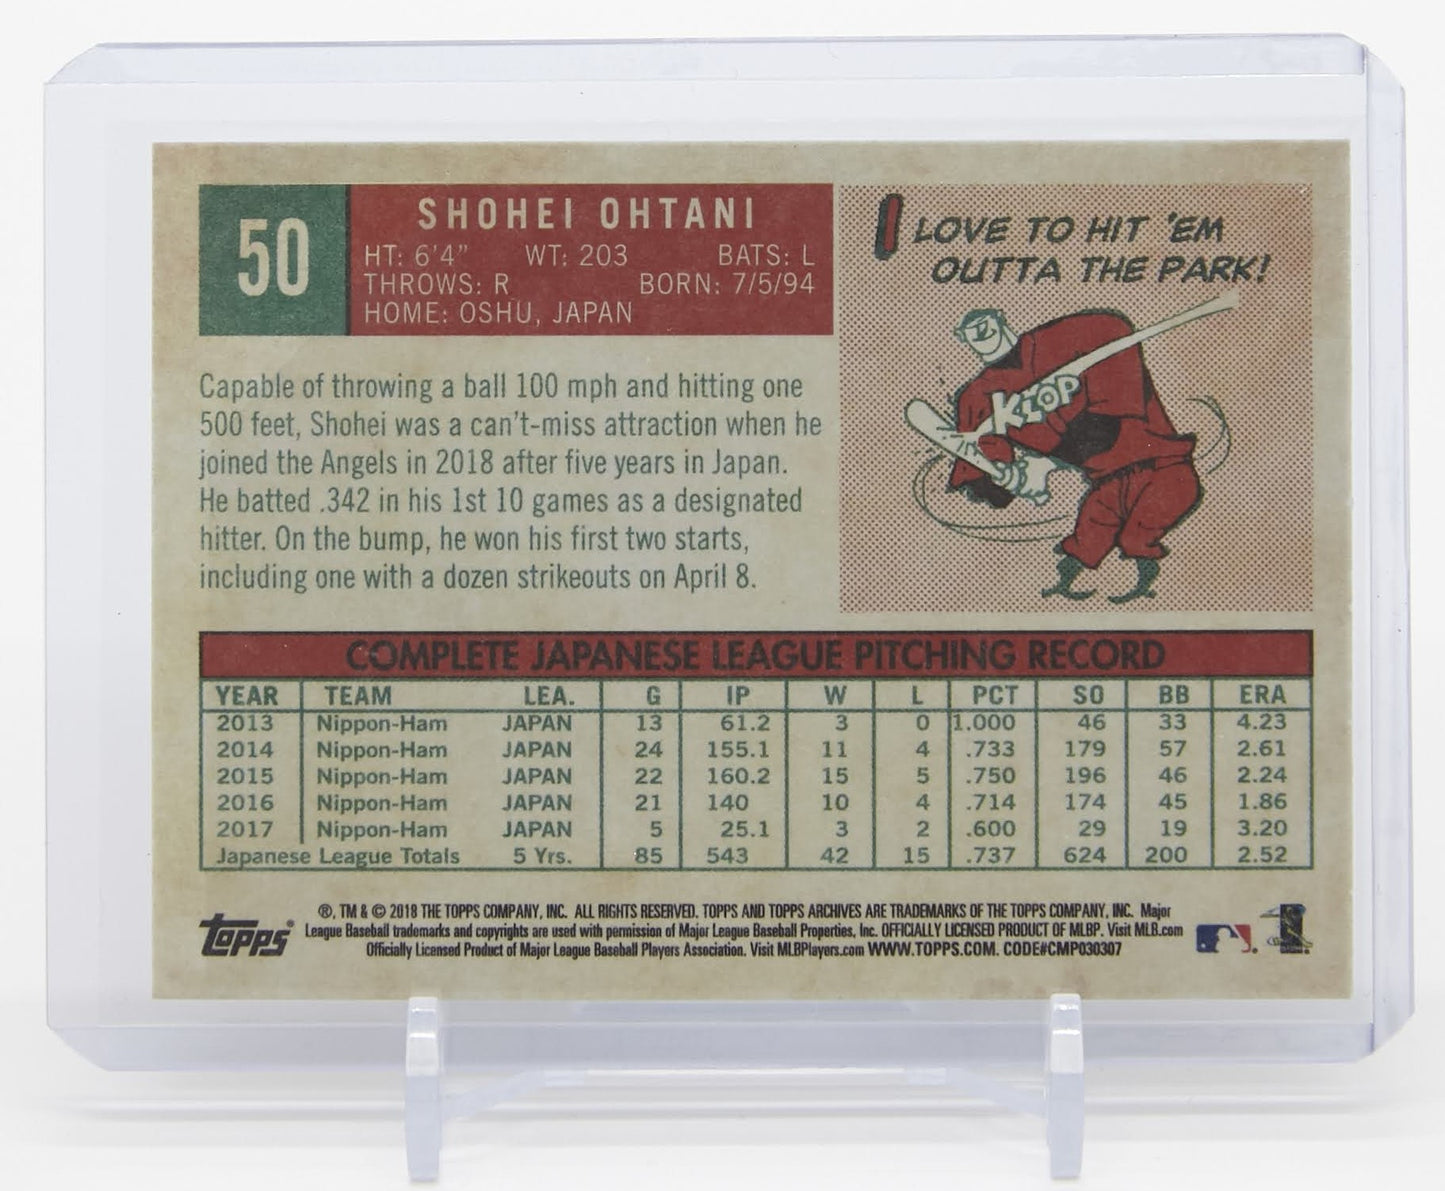 50
SHOHEI OHTANI
HT: 6'4" WT: 203 BATS: L
THROWS: R BORN: 7/5/94
HOME: OSHU, JAPAN
I LOVE TO HIT 'EM
OUTTA THE PARK!
KLOP
Capable of throwing a ball 100 mph and hitting one
500 feet, Shohei was a can't-miss attraction when he
joined the Angels in 2018 after five years in Japan.
He batted .342 in his 1st 10 games as a designated
hitter. On the bump, he won his first two starts,
including one with a dozen strikeouts on April 8.
COMPLETE JAPANESE LEAGUE PITCHING RECORD
YEAR TEAM LEA. G IP W L PCT SO BB ERA
2013 Nippon-Ham JAPAN 13 61.2 3 0 1.000 46 33 4.23
2014 Nippon-Ham JAPAN 24 155.1 11 4 .733 179 57 2.61
2015 Nippon-Ham JAPAN 22 160.2 15 5 .750 196 46 2.24
2016 Nippon-Ham JAPAN 21 140 10 4 .714 174 45 1.86
2017 Nippon-Ham JAPAN 5 25.1 3 2 .600 29 19 3.20
Japanese League Totals 5 Yrs. 85 543 42 15 .737 624 200 2.52
Topps®
®, TM & © 2018 THE TOPPS COMPANY, INC. ALL RIGHTS RESERVED. TOPPS AND TOPPS ARCHIVES ARE TRADEMARKS OF THE TOPPS COMPANY, INC. Major
League Baseball trademarks and copyrights are used with permission of Major League Baseball Properties, Inc. OFFICIALLY LICENSED PRODUCT OF MLBP. Visit MLB.com
Officially Licensed Product of Major League Baseball Players Association. Visit MLBPlayers.com WWW.TOPPS.COM. CODE#CMP030307